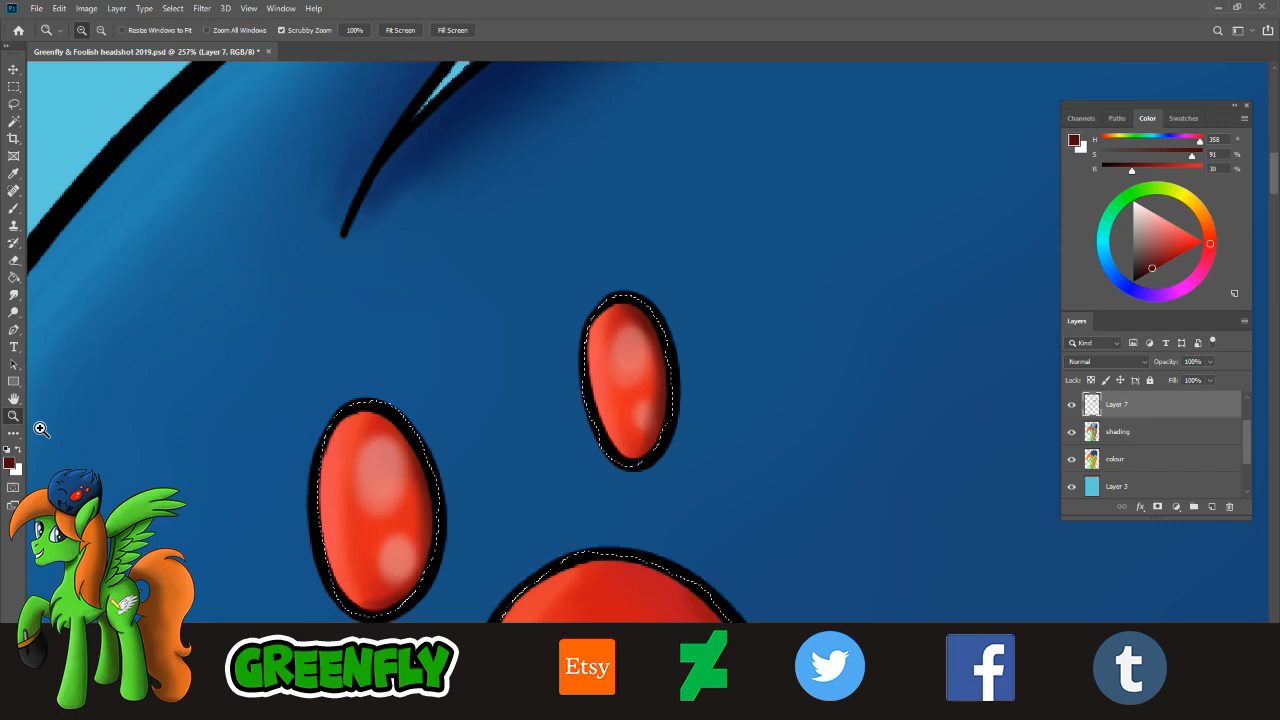 Ps File Edit Image Layer Type Select Filter 3D View Window Help
Resize Windows to Fit Zoom All Windows Scrubby Zoom 100% Fit Screen Fill Screen
Greenfly & Foolish headshot 2019.psd @ 257% (Layer 7, RGB/8) * ×
Channels Paths Color Swatches
H 358 °
S 91 %
B 30 %
Layers
Kind
Normal Opacity: 100%
Lock: Fill: 100%
Layer 7
shading
colour
Layer 3
fx
GREENFLY
Etsy
f
t